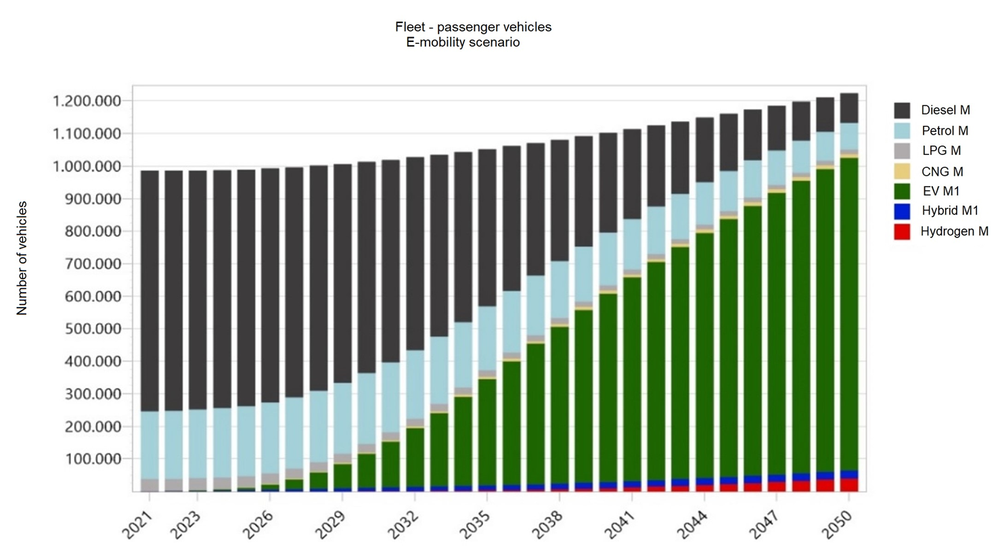 Fleet - passenger vehicles
E-mobility scenario
Number of vehicles
1.200.000
1.100.000
1.000.000
900.000
800.000
700.000
600.000
500.000
400.000
300.000
200.000
100.000
2021
2023
2026
2029
2032
2035
2038
2041
2044
2047
2050
Diesel M
Petrol M
LPG M
CNG M
EV M1
Hybrid M1
Hydrogen M